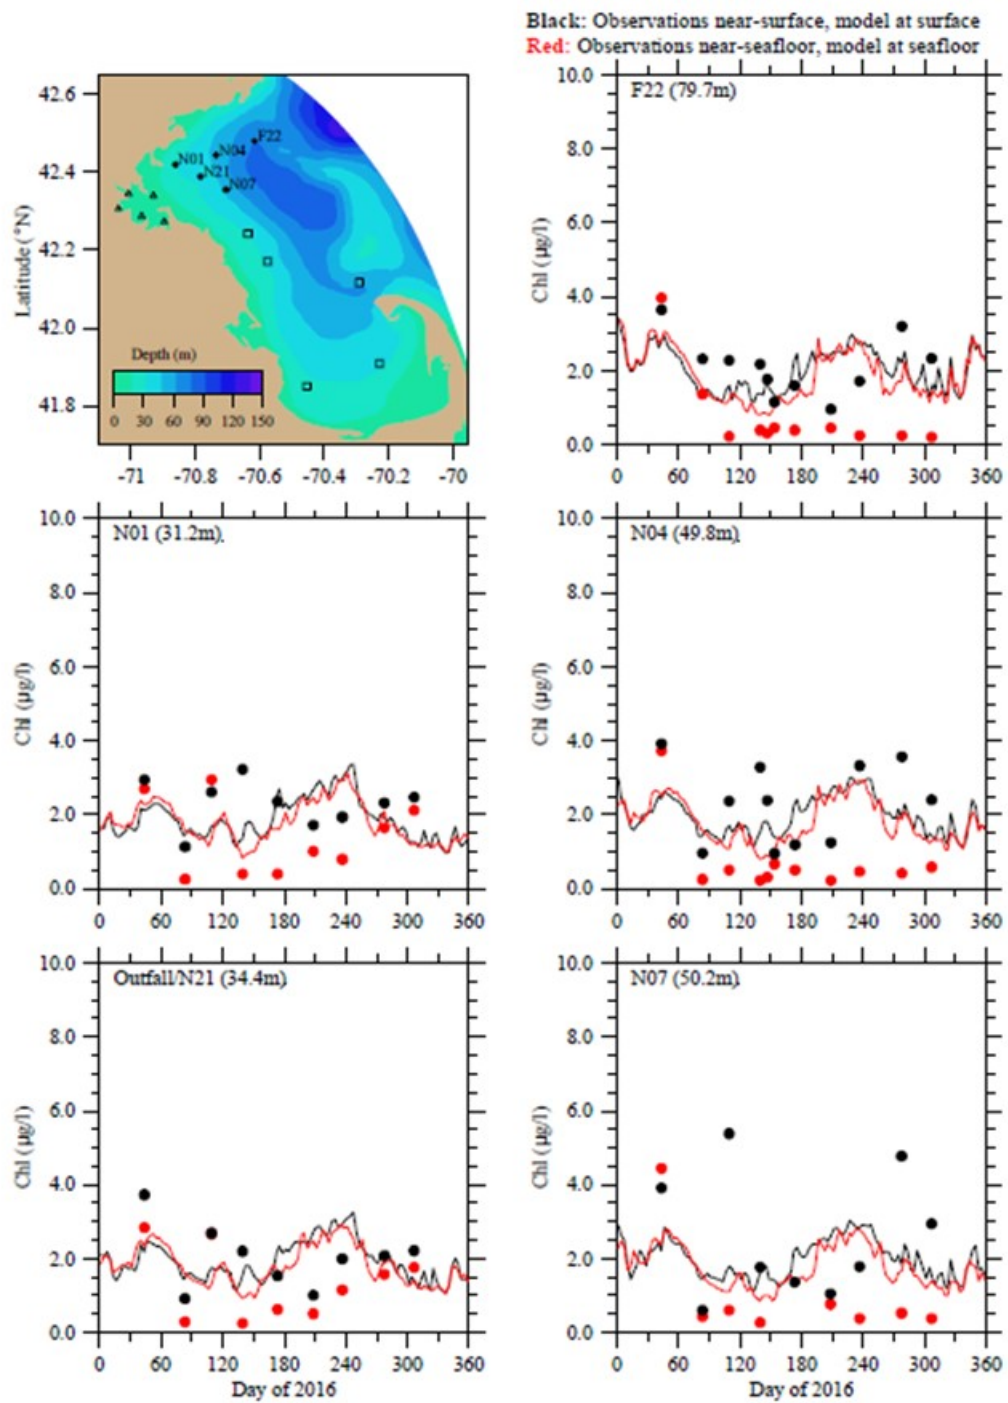 Black: Observations near-surface, model at surface
Red: Observations near-seafloor, model at seafloor
42.6
42.4
42.2
42.0
41.8
Latitude (°N)
F22
N04
N01
N21
N07
Depth (m)
0 30 60 90 120 150
-71 -70.8 -70.6 -70.4 -70.2 -70
F22 (79.7m)
10.0
8.0
6.0
4.0
2.0
0.0
Chl (µg/l)
0 60 120 180 240 300 360
N01 (31.2m)
10.0
8.0
6.0
4.0
2.0
0.0
Chl (µg/l)
0 60 120 180 240 300 360
N04 (49.8m)
10.0
8.0
6.0
4.0
2.0
0.0
Chl (µg/l)
0 60 120 180 240 300 360
Outfall/N21 (34.4m)
10.0
8.0
6.0
4.0
2.0
0.0
Chl (µg/l)
0 60 120 180 240 300 360
Day of 2016
N07 (50.2m)
10.0
8.0
6.0
4.0
2.0
0.0
Chl (µg/l)
0 60 120 180 240 300 360
Day of 2016